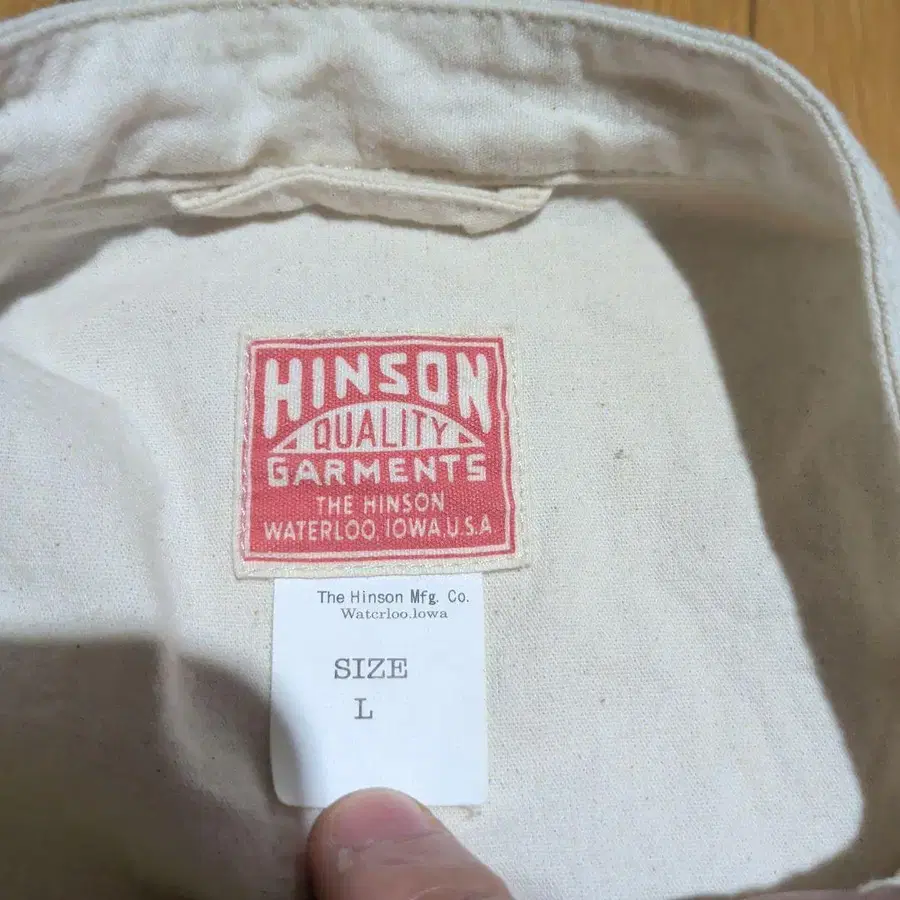 HINSON
QUALITY
GARMENTS
THE HINSON
WATERLOO, IOWA U.S.A
The Hinson Mfg. Co.
Waterloo.Iowa
SIZE
L